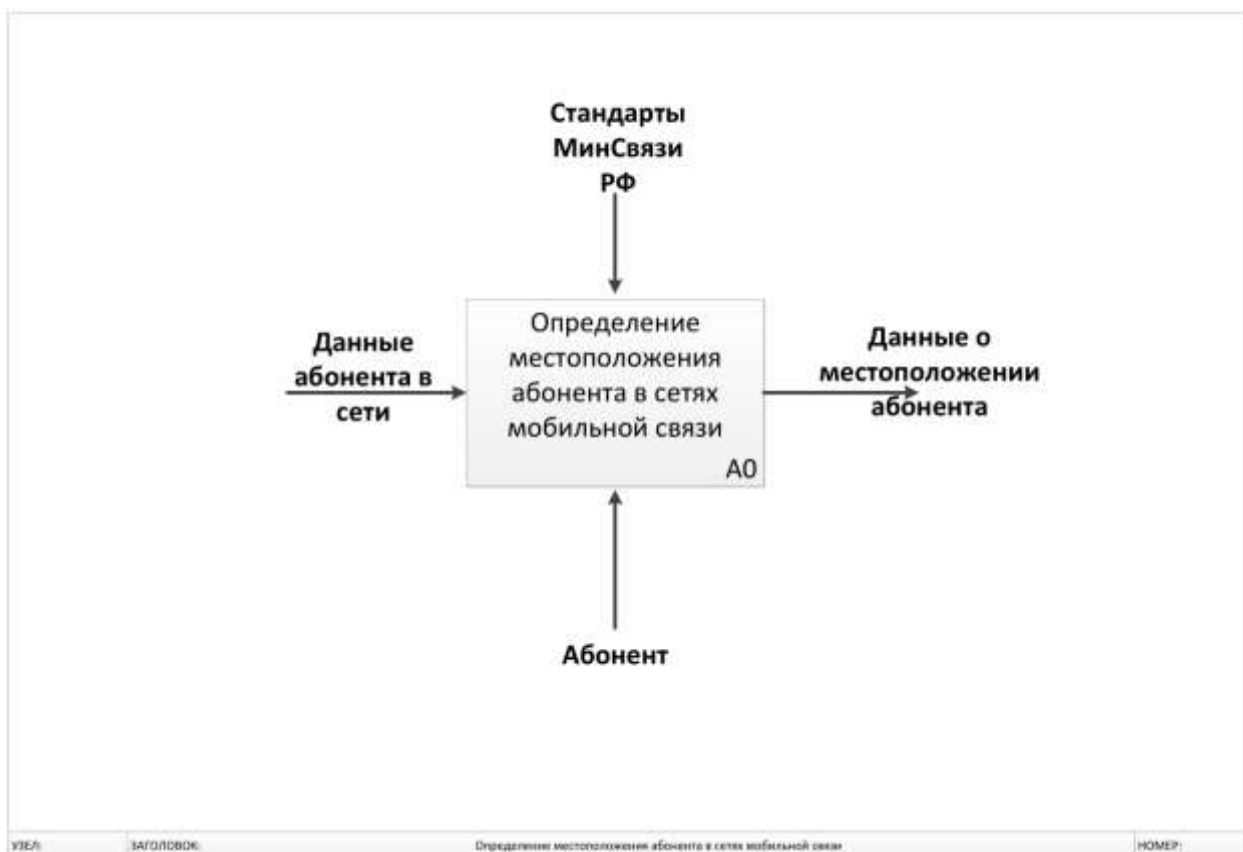 Стандарты
МинСвязи
РФ
Данные
абонента в
сети
Определение
местоположения
абонента в сетях
мобильной связи
A0
Данные о
местоположении
абонента
Абонент
УЗЕЛ: ЗАГОЛОВОК: Определение местоположения абонента в сетях мобильной связи НОМЕР: